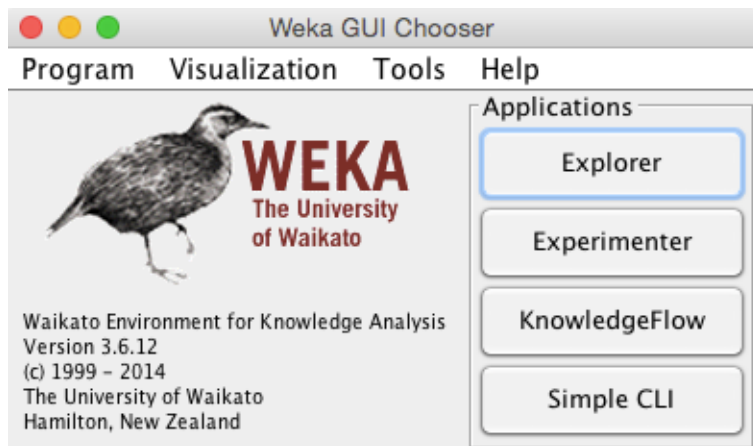 Weka GUI Chooser
Program Visualization Tools Help
WEKA
The University
of Waikato
Waikato Environment for Knowledge Analysis
Version 3.6.12
(c) 1999 - 2014
The University of Waikato
Hamilton, New Zealand
Applications
Explorer
Experimenter
KnowledgeFlow
Simple CLI